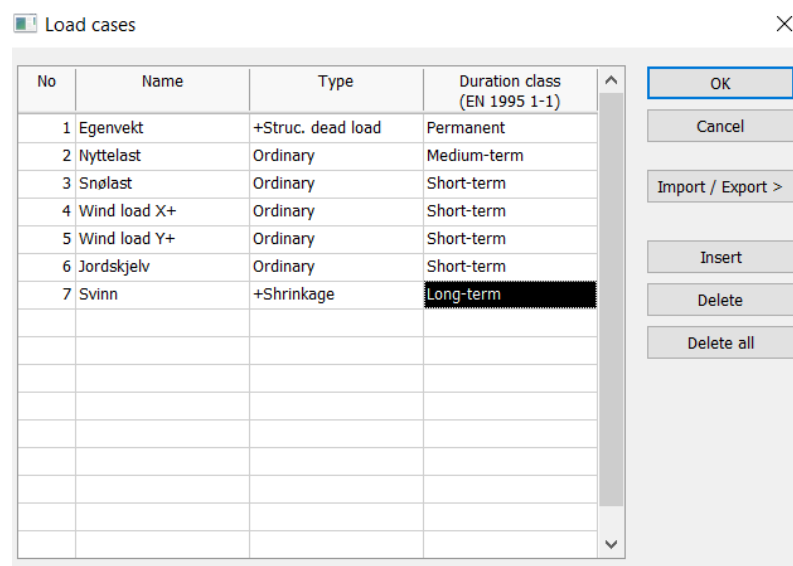 Load cases
No Name Type Duration class
(EN 1995 1-1)
1 Egenvekt +Struc. dead load Permanent
2 Nyttelast Ordinary Medium-term
3 Snølast Ordinary Short-term
4 Wind load X+ Ordinary Short-term
5 Wind load Y+ Ordinary Short-term
6 Jordskjelv Ordinary Short-term
7 Svinn +Shrinkage Long-term
OK
Cancel
Import / Export >
Insert
Delete
Delete all